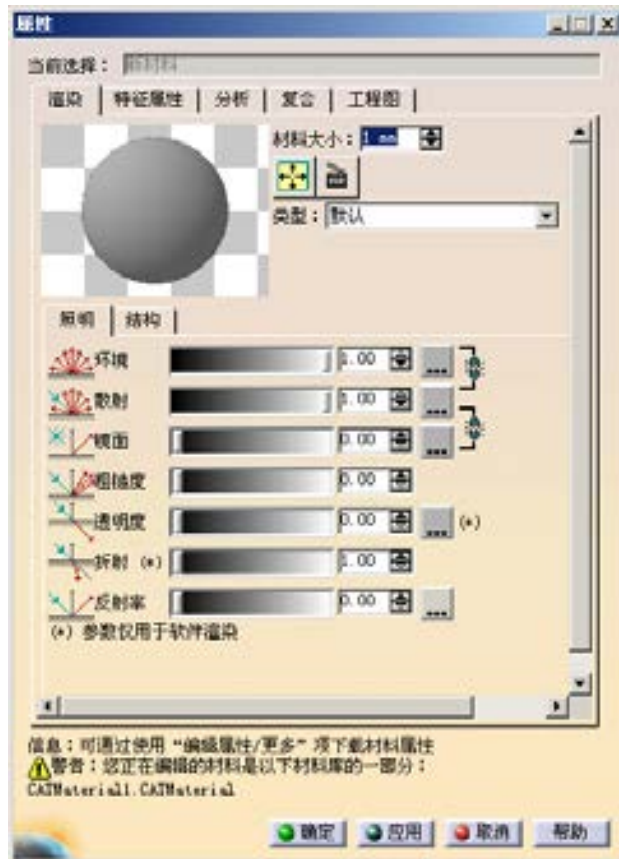 属性
当前选择： 新材料
渲染 特征属性 分析 复合 工程图
材料大小： 1 mm
类型： 默认
照明 结构
环境 1.00 ...
散射 1.00 ...
镜面 0.00 ...
粗糙度 0.00
透明度 0.00 ... (*)
折射 (*) 1.00
反射率 0.00 ...
(*) 参数仅用于软件渲染
信息：可通过使用 “编辑属性/更多” 项下载材料属性
警告：您正在编辑的材料是以下材料库的一部分：
CATMaterial1.CATMaterial
确定 应用 取消 帮助